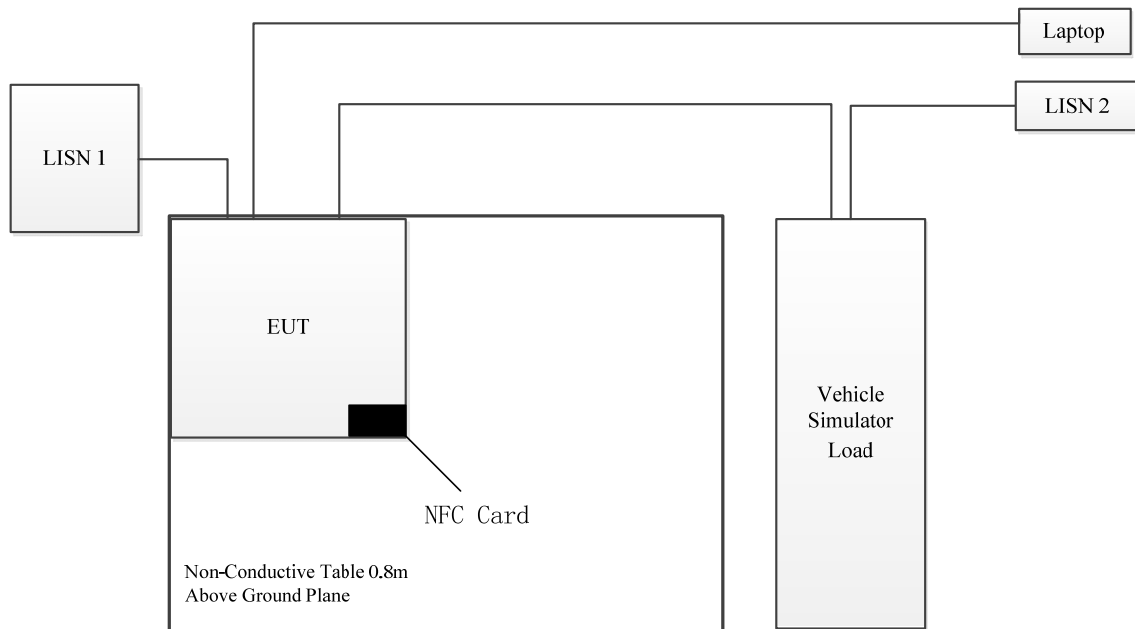 Laptop
LISN 1
LISN 2
EUT
Vehicle
Simulator
Load
NFC Card
Non-Conductive Table 0.8m
Above Ground Plane